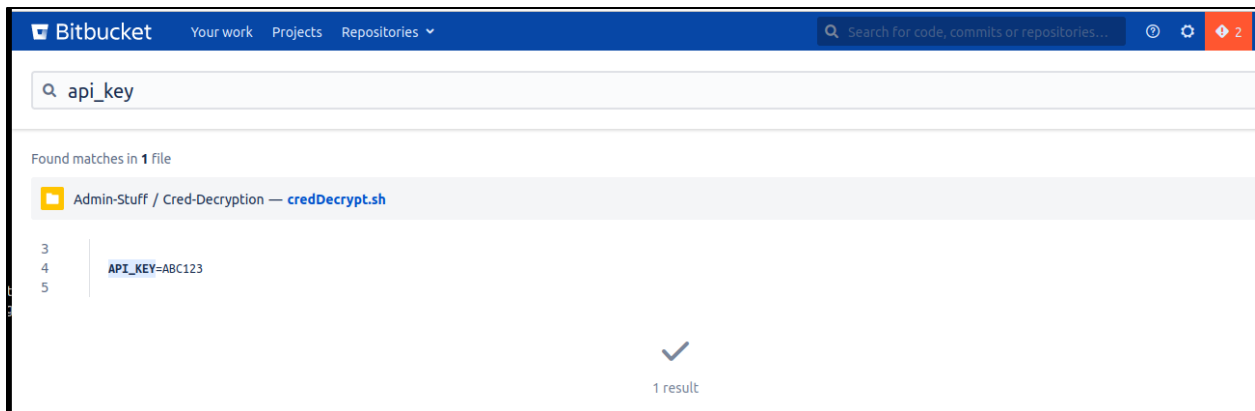 Bitbucket Your work Projects Repositories Search for code, commits or repositories... 2
api_key
Found matches in 1 file
Admin-Stuff / Cred-Decryption — credDecrypt.sh
3
4 API_KEY=ABC123
5
1 result